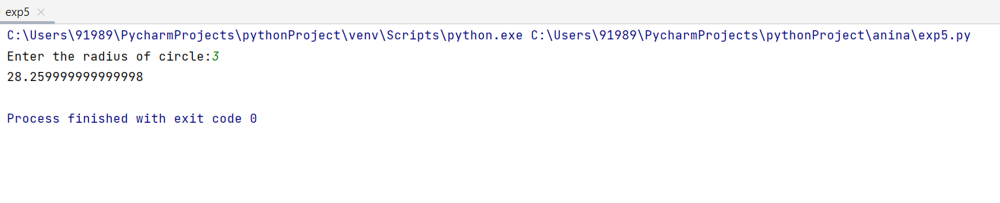 exp5
C:\Users\91989\PycharmProjects\pythonProject\venv\Scripts\python.exe C:\Users\91989\PycharmProjects\pythonProject\anina\exp5.py
Enter the radius of circle:3
28.259999999999998
Process finished with exit code 0